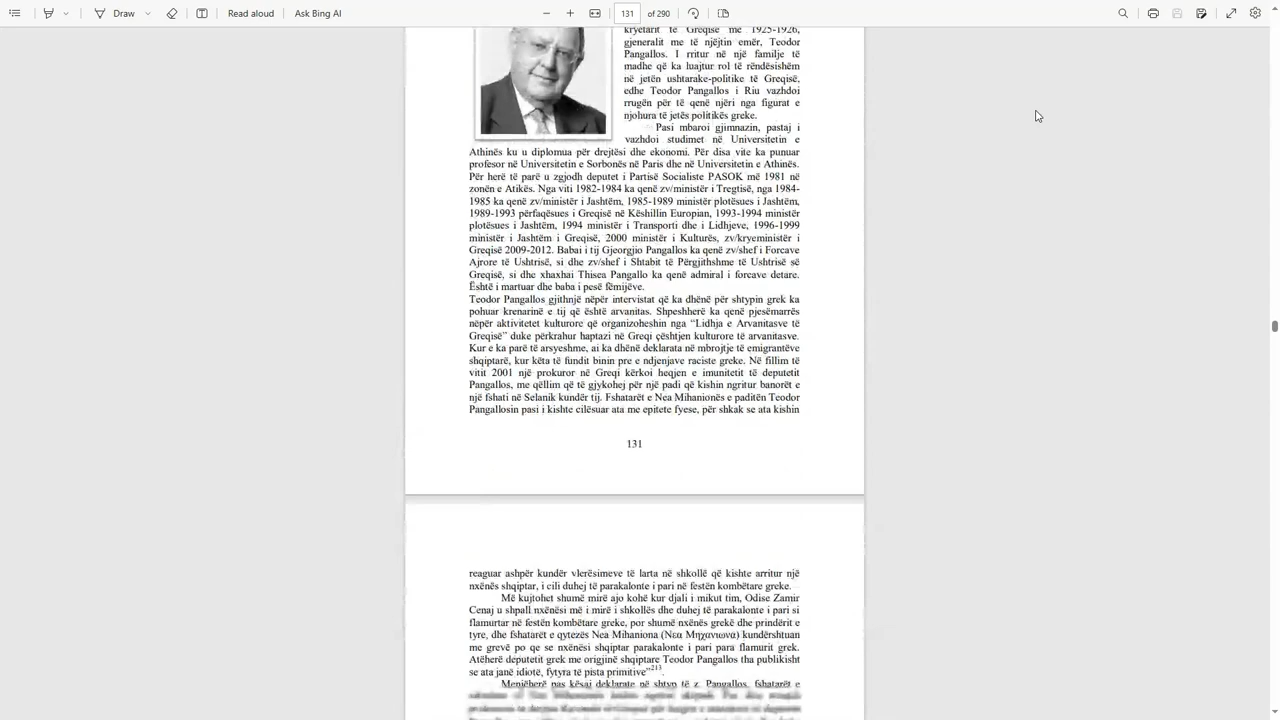 Draw
Read aloud
Ask Bing AI
131 of 290
kryetarit të Greqisë më 1925-1926,
gjeneralit me të njëjtin emër, Teodor
Pangallos. I rritur në një familje të
madhe që ka luajtur rol të rëndësishëm
në jetën ushtarake-politike të Greqisë,
edhe Teodor Pangallos i Riu vazhdoi
rrugën për të qenë njëri nga figurat e
njohura të jetës politikës greke.
Pasi mbaroi gjimnazin, pastaj i
vazhdoi studimet në Universitetin e
Athinës ku u diplomua për drejtësi dhe ekonomi. Për disa vite ka punuar
profesor në Universitetin e Sorbonës në Paris dhe në Universitetin e Athinës.
Për herë të parë u zgjodh deputet i Partisë Socialiste PASOK më 1981 në
zonën e Atikës. Nga viti 1982-1984 ka qenë zv/ministër i Tregtisë, nga 1984-
1985 ka qenë zv/ministër i Jashtëm, 1985-1989 ministër plotësues i Jashtëm,
1989-1993 përfaqësues i Greqisë në Këshillin Europian, 1993-1994 ministër
plotësues i Jashtëm, 1994 ministër i Transporti dhe i Lidhjeve, 1996-1999
ministër i Jashtëm i Greqisë, 2000 ministër i Kulturës, zv/kryeministër i
Greqisë 2009-2012. Babai i tij Gjeorgjio Pangallos ka qenë zv/shef i Forcave
Ajrore të Ushtrisë, si dhe zv/shef i Shtabit të Përgjithshme të Ushtrisë së
Greqisë, si dhe xhaxhai Thisea Pangallo ka qenë admiral i forcave detare.
Është i martuar dhe baba i pesë fëmijëve.
Teodor Pangallos gjithnjë nëpër intervistat që ka dhënë për shtypin grek ka
pohuar krenarinë e tij që është arvanitas. Shpeshherë ka qenë pjesëmarrës
nëpër aktivitetet kulturore që organizoheshin nga “Lidhja e Arvanitasve të
Greqisë” duke përkrahur haptazi në Greqi çështjen kulturore të arvanitasve.
Kur e ka parë të arsyeshme, ai ka dhënë deklarata në mbrojtje të emigrantëve
shqiptarë, kur këta të fundit binin pre e ndjenjave raciste greke. Në fillim të
vitit 2001 një prokuror në Greqi kërkoi heqjen e imunitetit të deputetit
Pangallos, me qëllim që të gjykohej për një padi që kishin ngritur banorët e
një fshati në Selanik kundër tij. Fshatarët e Nea Mihanionës e paditën Teodor
Pangallosin pasi i kishte cilësuar ata me epitete fyese, për shkak se ata kishin
131
reaguar ashpër kundër vlerësimeve të larta në shkollë që kishte arritur një
nxënës shqiptar, i cili duhej të parakalonte i pari në festën kombëtare greke.
Më kujtohet shumë mirë ajo kohë kur djali i mikut tim, Odise Zamir
Cenaj u shpall nxënësi më i mirë i shkollës dhe duhej të parakalonte i pari si
flamurtar në festën kombëtare greke, por shumë nxënës grekë dhe prindërit e
tyre, dhe fshatarët e qytezës Nea Mihaniona (Νεα Μηχανιωνα) kundërshtuan
me grevë po qe se nxënësi shqiptar parakalonte i pari para flamurit grek.
Atëherë deputetit grek me origjinë shqiptare Teodor Pangallos tha publikisht
se ata janë idiotë, fytyra të pista primitive”213.
Menjëherë pas kësaj deklarate në shtyp të z. Pangallos, fshatarët e